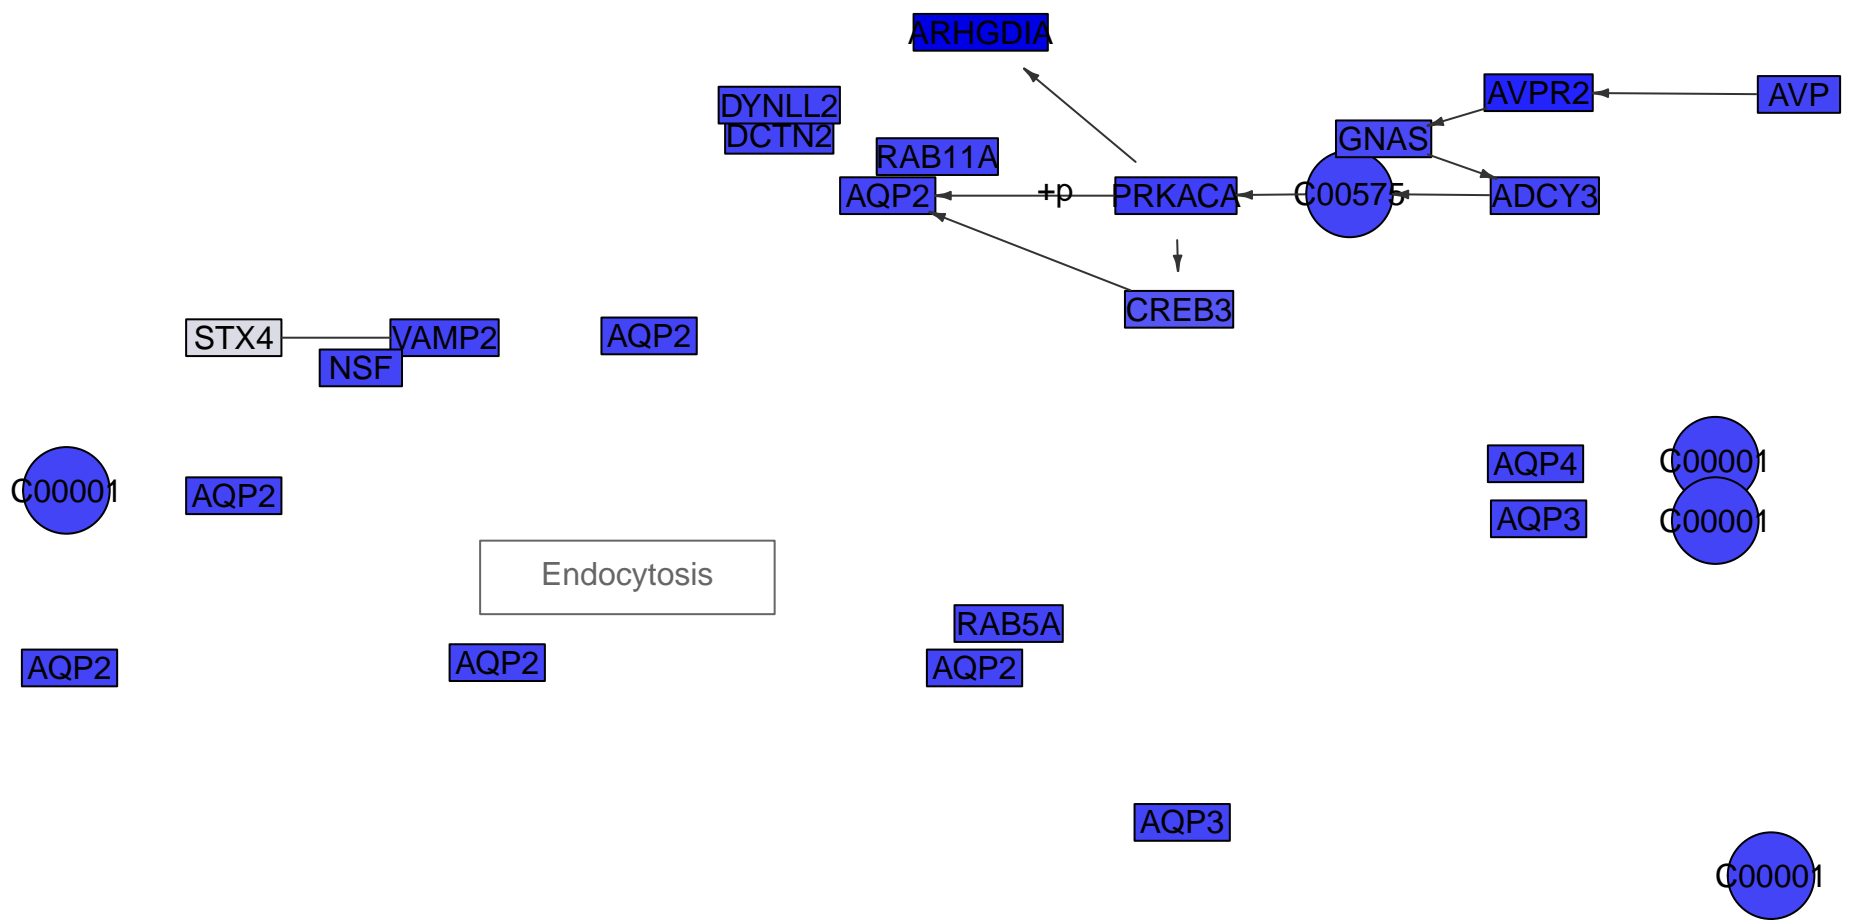 ARHGDIA
DYNLL2
AVPR2
AVP
DCTN2
GNAS
RAB11A
AQP2
+p
PRKACA
C00575
ADCY3
CREB3
STX4
VAMP2
AQP2
NSF
C00001
AQP4
C00001
AQP2
AQP3
C00001
Endocytosis
RAB5A
AQP2
AQP2
AQP2
AQP3
C00001